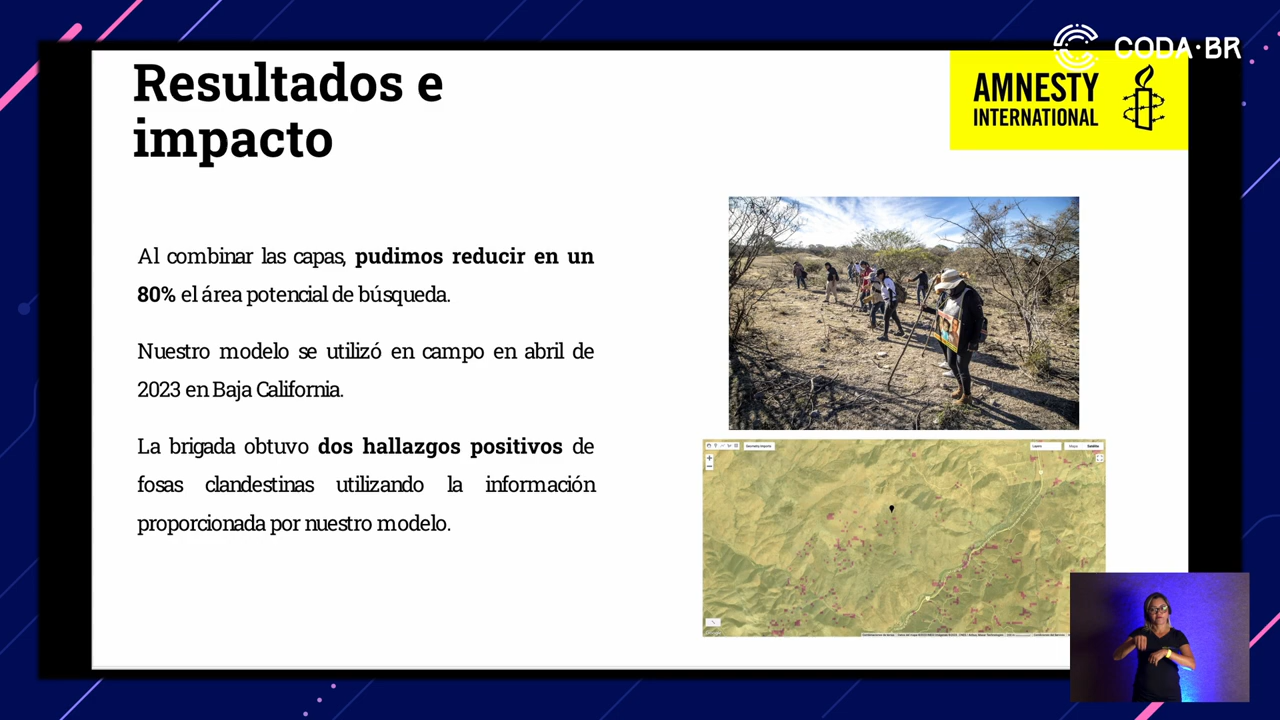 CODA·BR
Resultados e
impacto
AMNESTY
INTERNATIONAL
Al combinar las capas, pudimos reducir en un
80% el área potencial de búsqueda.
Nuestro modelo se utilizó en campo en abril de
2023 en Baja California.
La brigada obtuvo dos hallazgos positivos de
fosas clandestinas utilizando la información
proporcionada por nuestro modelo.